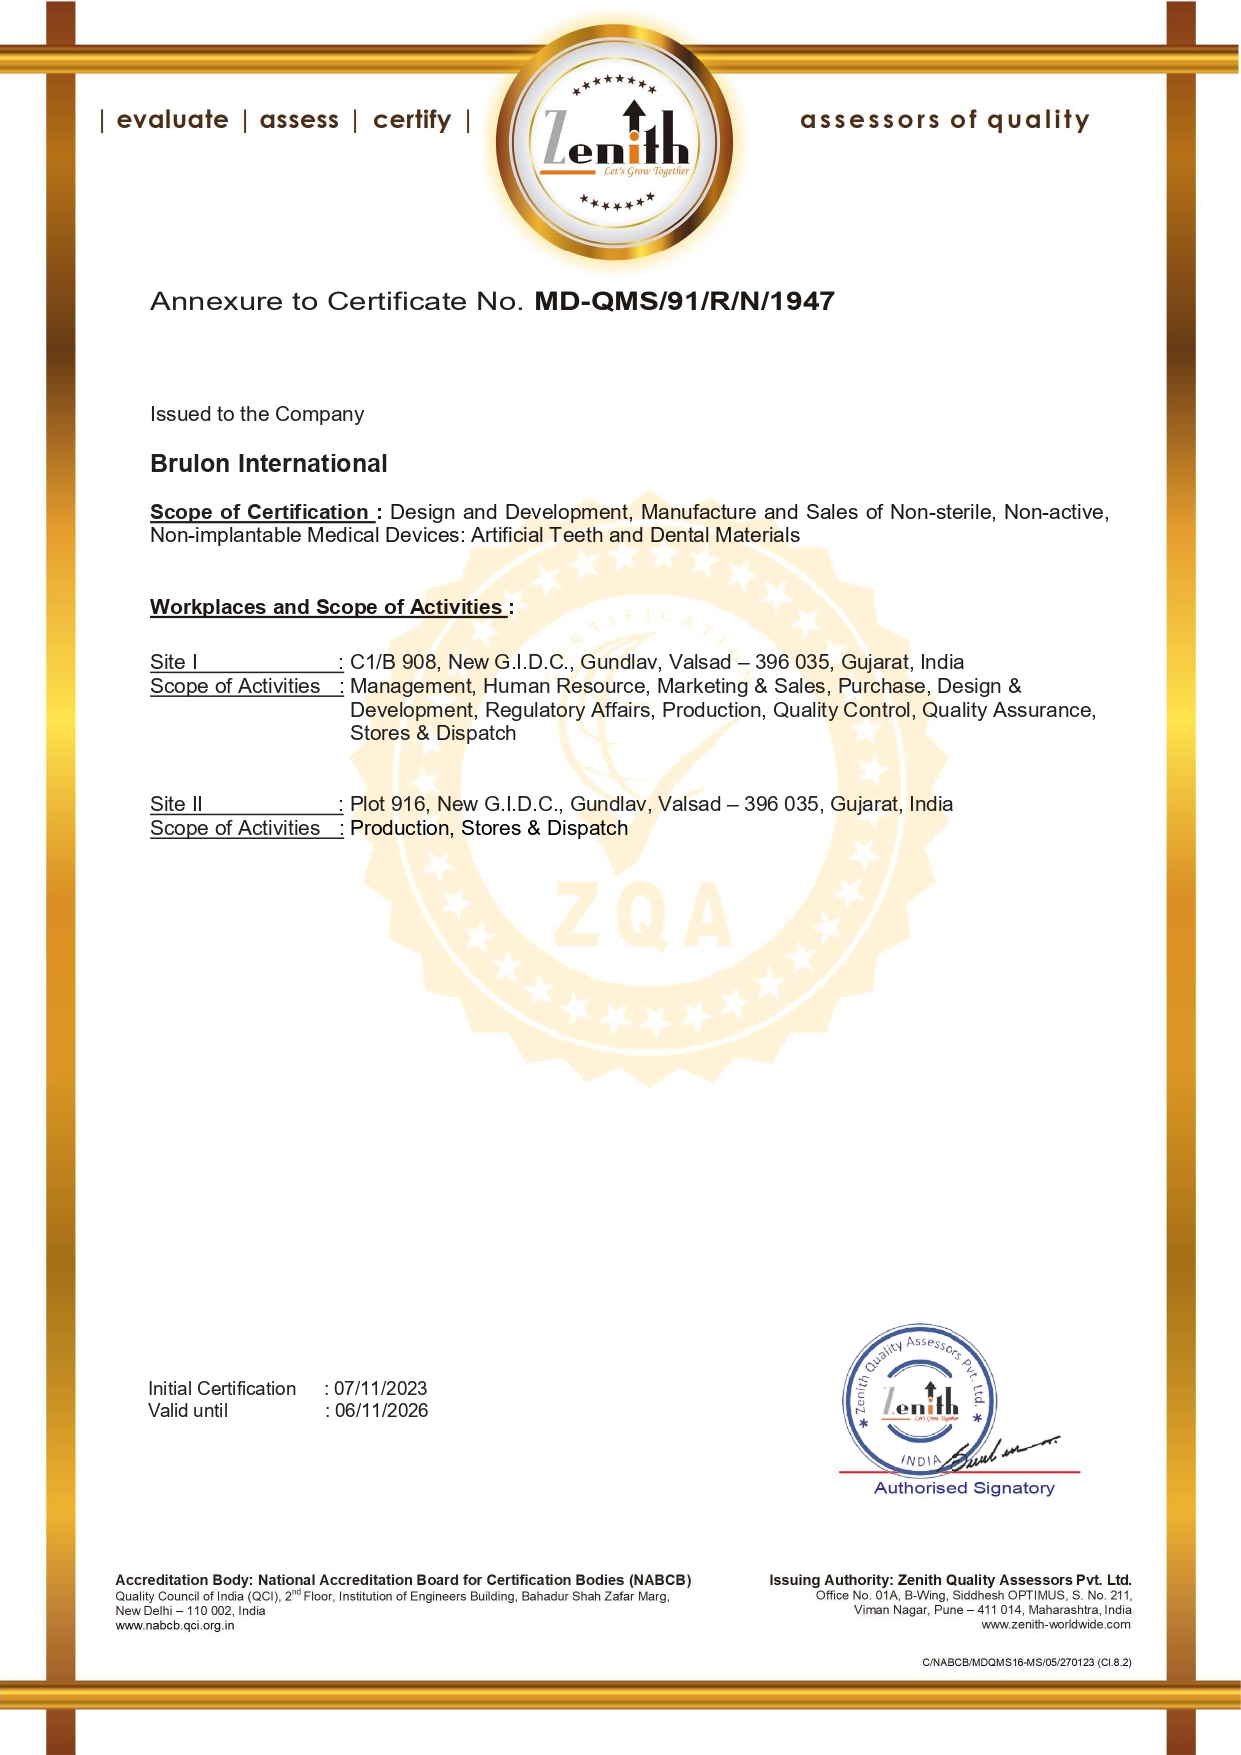 | evaluate | assess | certify |
Zenith
Let's Grow Together
assessors of quality
Annexure to Certificate No. MD-QMS/91/R/N/1947
Issued to the Company
Brulon International
Scope of Certification : Design and Development, Manufacture and Sales of Non-sterile, Non-active,
Non-implantable Medical Devices: Artificial Teeth and Dental Materials
Workplaces and Scope of Activities :
Site I : C1/B 908, New G.I.D.C., Gundlav, Valsad – 396 035, Gujarat, India
Scope of Activities : Management, Human Resource, Marketing & Sales, Purchase, Design &
Development, Regulatory Affairs, Production, Quality Control, Quality Assurance,
Stores & Dispatch
Site II : Plot 916, New G.I.D.C., Gundlav, Valsad – 396 035, Gujarat, India
Scope of Activities : Production, Stores & Dispatch
CERTIFICATION
ZQA
Initial Certification : 07/11/2023
Valid until : 06/11/2026
Zenith Quality Assessors Pvt. Ltd.
Zenith
Let's Grow Together
INDIA
Authorised Signatory
Accreditation Body: National Accreditation Board for Certification Bodies (NABCB)
Quality Council of India (QCI), 2nd Floor, Institution of Engineers Building, Bahadur Shah Zafar Marg,
New Delhi – 110 002, India
www.nabcb.qci.org.in
Issuing Authority: Zenith Quality Assessors Pvt. Ltd.
Office No. 01A, B-Wing, Siddhesh OPTIMUS, S. No. 211,
Viman Nagar, Pune – 411 014, Maharashtra, India
www.zenith-worldwide.com
C/NABCB/MDQMS16-MS/05/270123 (Cl.8.2)